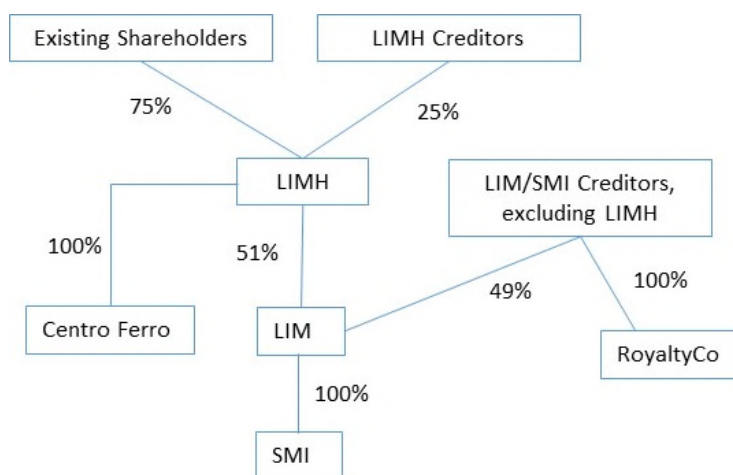 Existing Shareholders
LIMH Creditors
75%
25%
LIMH
LIM/SMI Creditors,
excluding LIMH
100%
51%
49%
100%
Centro Ferro
LIM
RoyaltyCo
100%
SMI